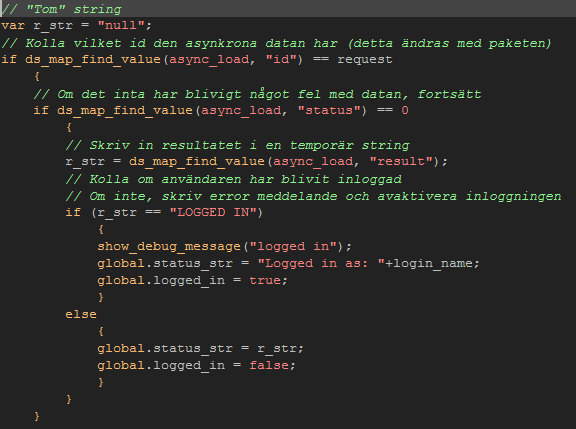 // "Tom" string
var r_str = "null";
// Kolla vilket id den asynkrona datan har (detta ändras med paketen)
if ds_map_find_value(async_load, "id") == request
    {
    // Om det inta har blivigt något fel med datan, fortsätt
    if ds_map_find_value(async_load, "status") == 0
        {
        // Skriv in resultatet i en temporär string
        r_str = ds_map_find_value(async_load, "result");
        // Kolla om användaren har blivit inloggad
        // Om inte, skriv error meddelande och avaktivera inloggningen
        if (r_str == "LOGGED IN")
            {
            show_debug_message("logged in");
            global.status_str = "Logged in as: "+login_name;
            global.logged_in = true;
            }
        else
            {
            global.status_str = r_str;
            global.logged_in = false;
            }
        }
    }